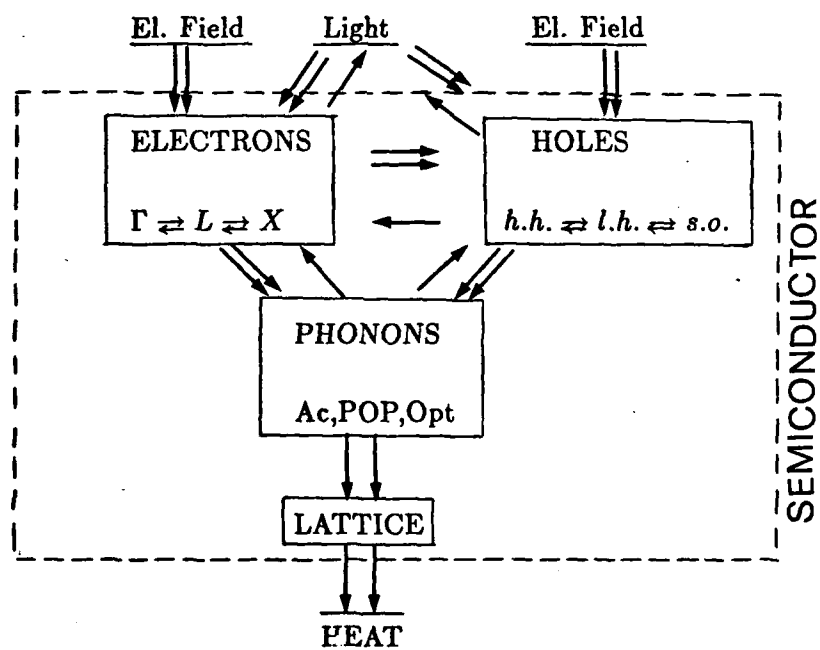 El. Field Light El. Field
ELECTRONS HOLES
Γ ⇄ L ⇄ X h.h. ⇄ l.h. ⇄ s.o.
PHONONS
Ac,POP,Opt
LATTICE
HEAT
SEMICONDUCTOR